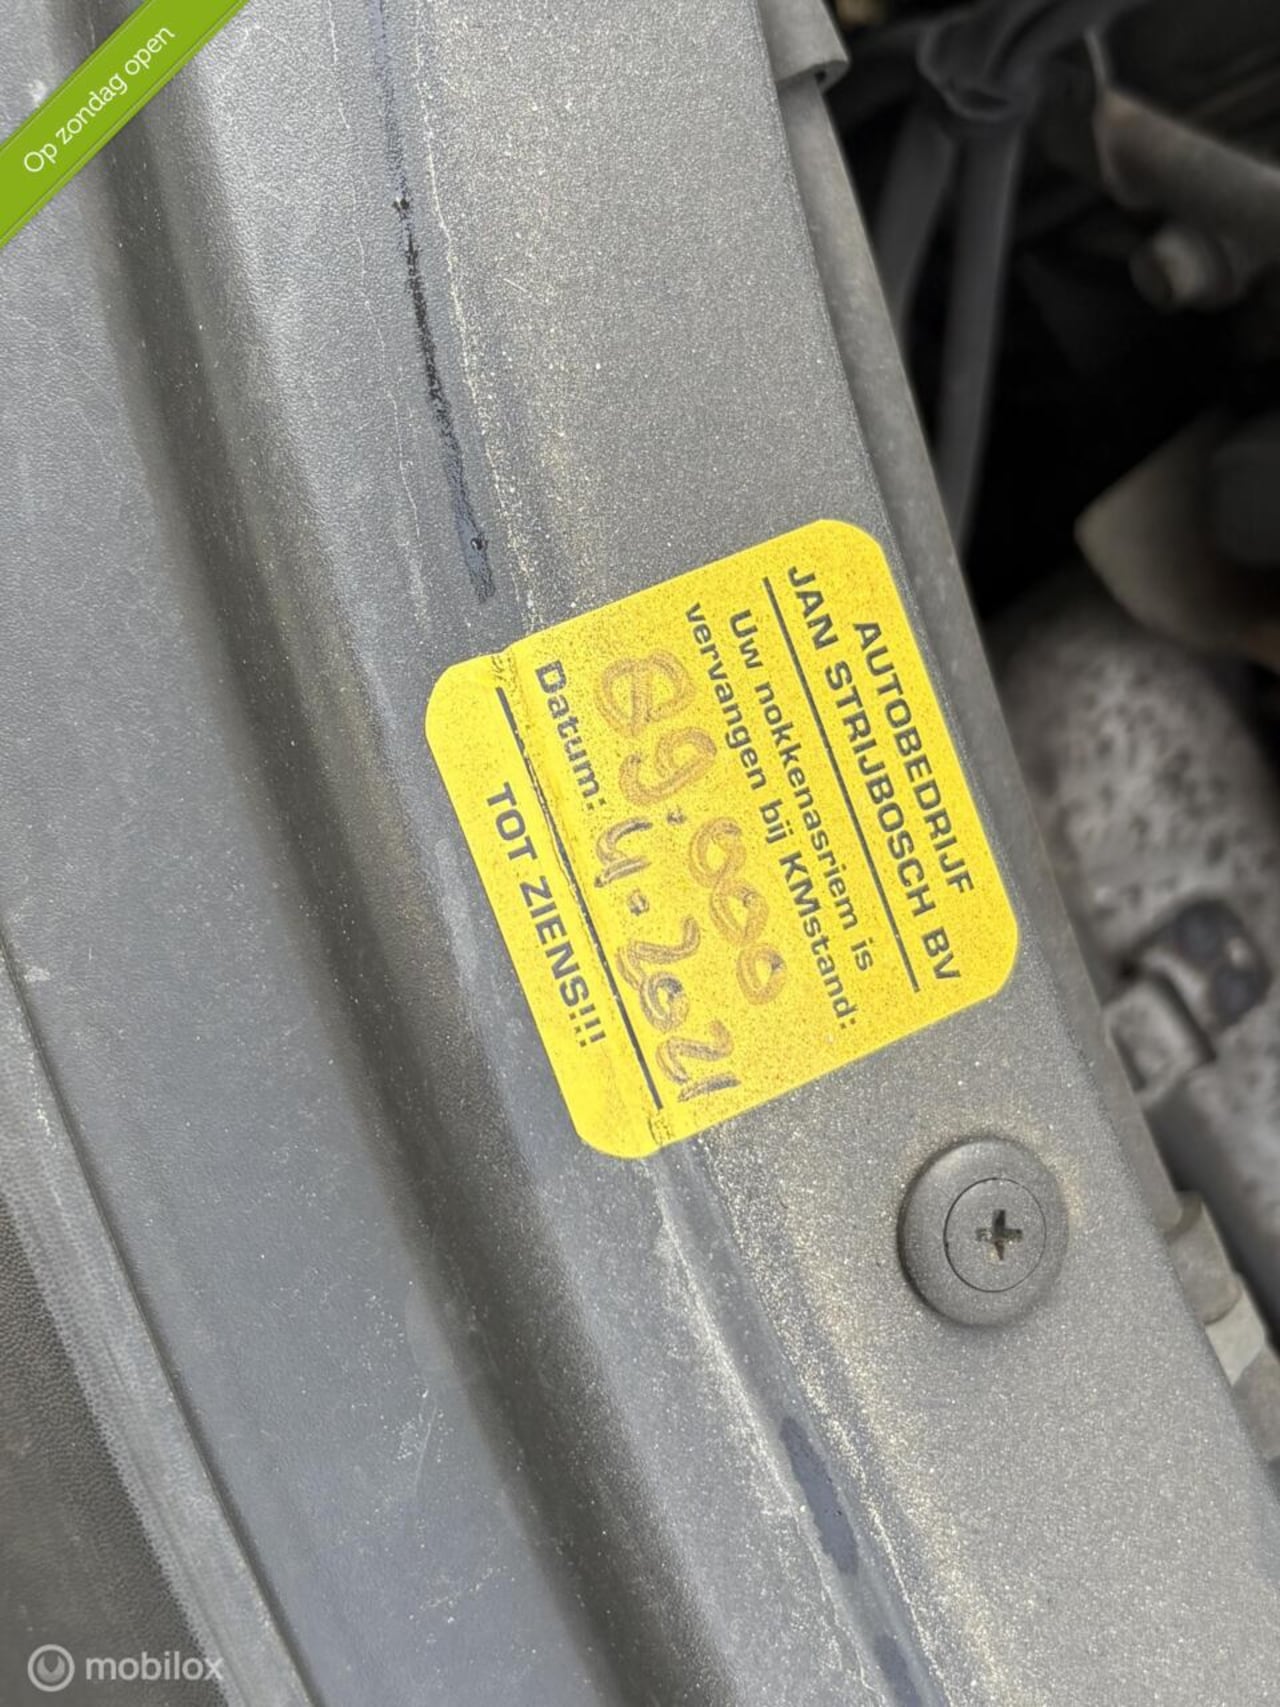 Op zondag open
AUTOBEDRIJF
JAN STRIJBOSCH BV
Uw nokkenasriem is
vervangen bij KMstand:
89.000
Datum: 4.2021
TOT ZIENS!!!
mobilox